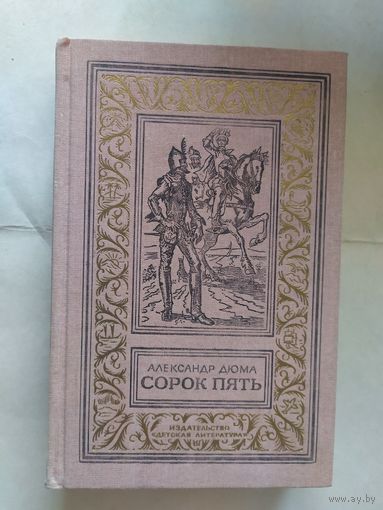 АЛЕКСАНДР ДЮМА
СОРОК ПЯТЬ
ИЗДАТЕЛЬСТВО
«ДЕТСКАЯ ЛИТЕРАТУРА»
www.ay.by